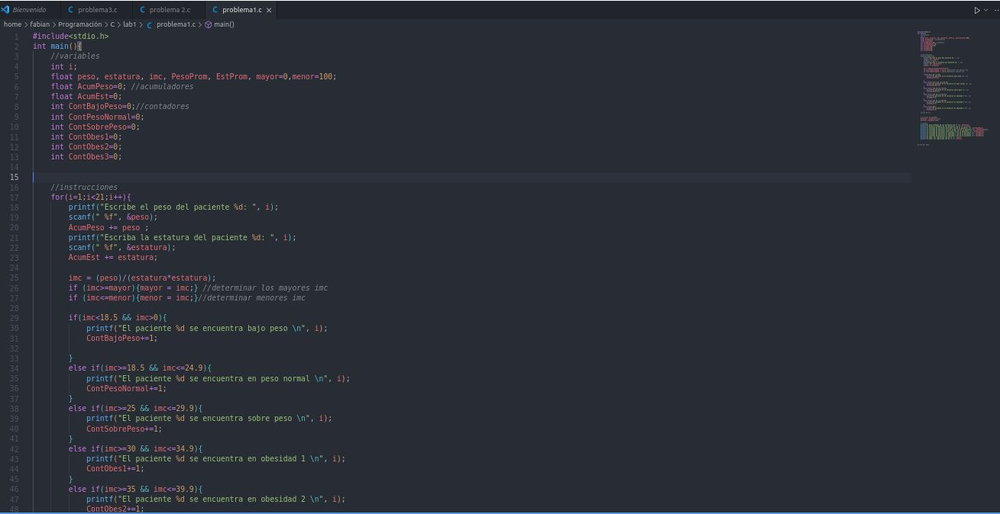 Bienvenido problema3.c problema 2.c problema1.c
home > fabian > Programación > C > lab1 > problema1.c > main()
1 #include<stdio.h>
2 int main(){
3 //variables
4 int i;
5 float peso, estatura, imc, PesoProm, EstProm, mayor=0,menor=100;
6 float AcumPeso=0; //acumuladores
7 float AcumEst=0;
8 int ContBajoPeso=0;//contadores
9 int ContPesoNormal=0;
10 int ContSobrePeso=0;
11 int ContObes1=0;
12 int ContObes2=0;
13 int ContObes3=0;
14
15
16 //instrucciones
17 for(i=1;i<21;i++){
18 printf("Escribe el peso del paciente %d: ", i);
19 scanf(" %f", &peso);
20 AcumPeso += peso ;
21 printf("Escriba la estatura del paciente %d: ", i);
22 scanf(" %f", &estatura);
23 AcumEst += estatura;
24
25 imc = (peso)/(estatura*estatura);
26 if (imc>=mayor){mayor = imc;} //determinar los mayores imc
27 if (imc<=menor){menor = imc;}//determinar menores imc
28
29 if(imc<18.5 && imc>0){
30 printf("El paciente %d se encuentra bajo peso \n", i);
31 ContBajoPeso+=1;
32
33 }
34 else if(imc>=18.5 && imc<=24.9){
35 printf("El paciente %d se encuentra en peso normal \n", i);
36 ContPesoNormal+=1;
37 }
38 else if(imc>=25 && imc<=29.9){
39 printf("El paciente %d se encuentra sobre peso \n", i);
40 ContSobrePeso+=1;
41 }
42 else if(imc>=30 && imc<=34.9){
43 printf("El paciente %d se encuentra en obesidad 1 \n", i);
44 ContObes1+=1;
45 }
46 else if(imc>=35 && imc<=39.9){
47 printf("El paciente %d se encuentra en obesidad 2 \n", i);
48 ContObes2+=1;